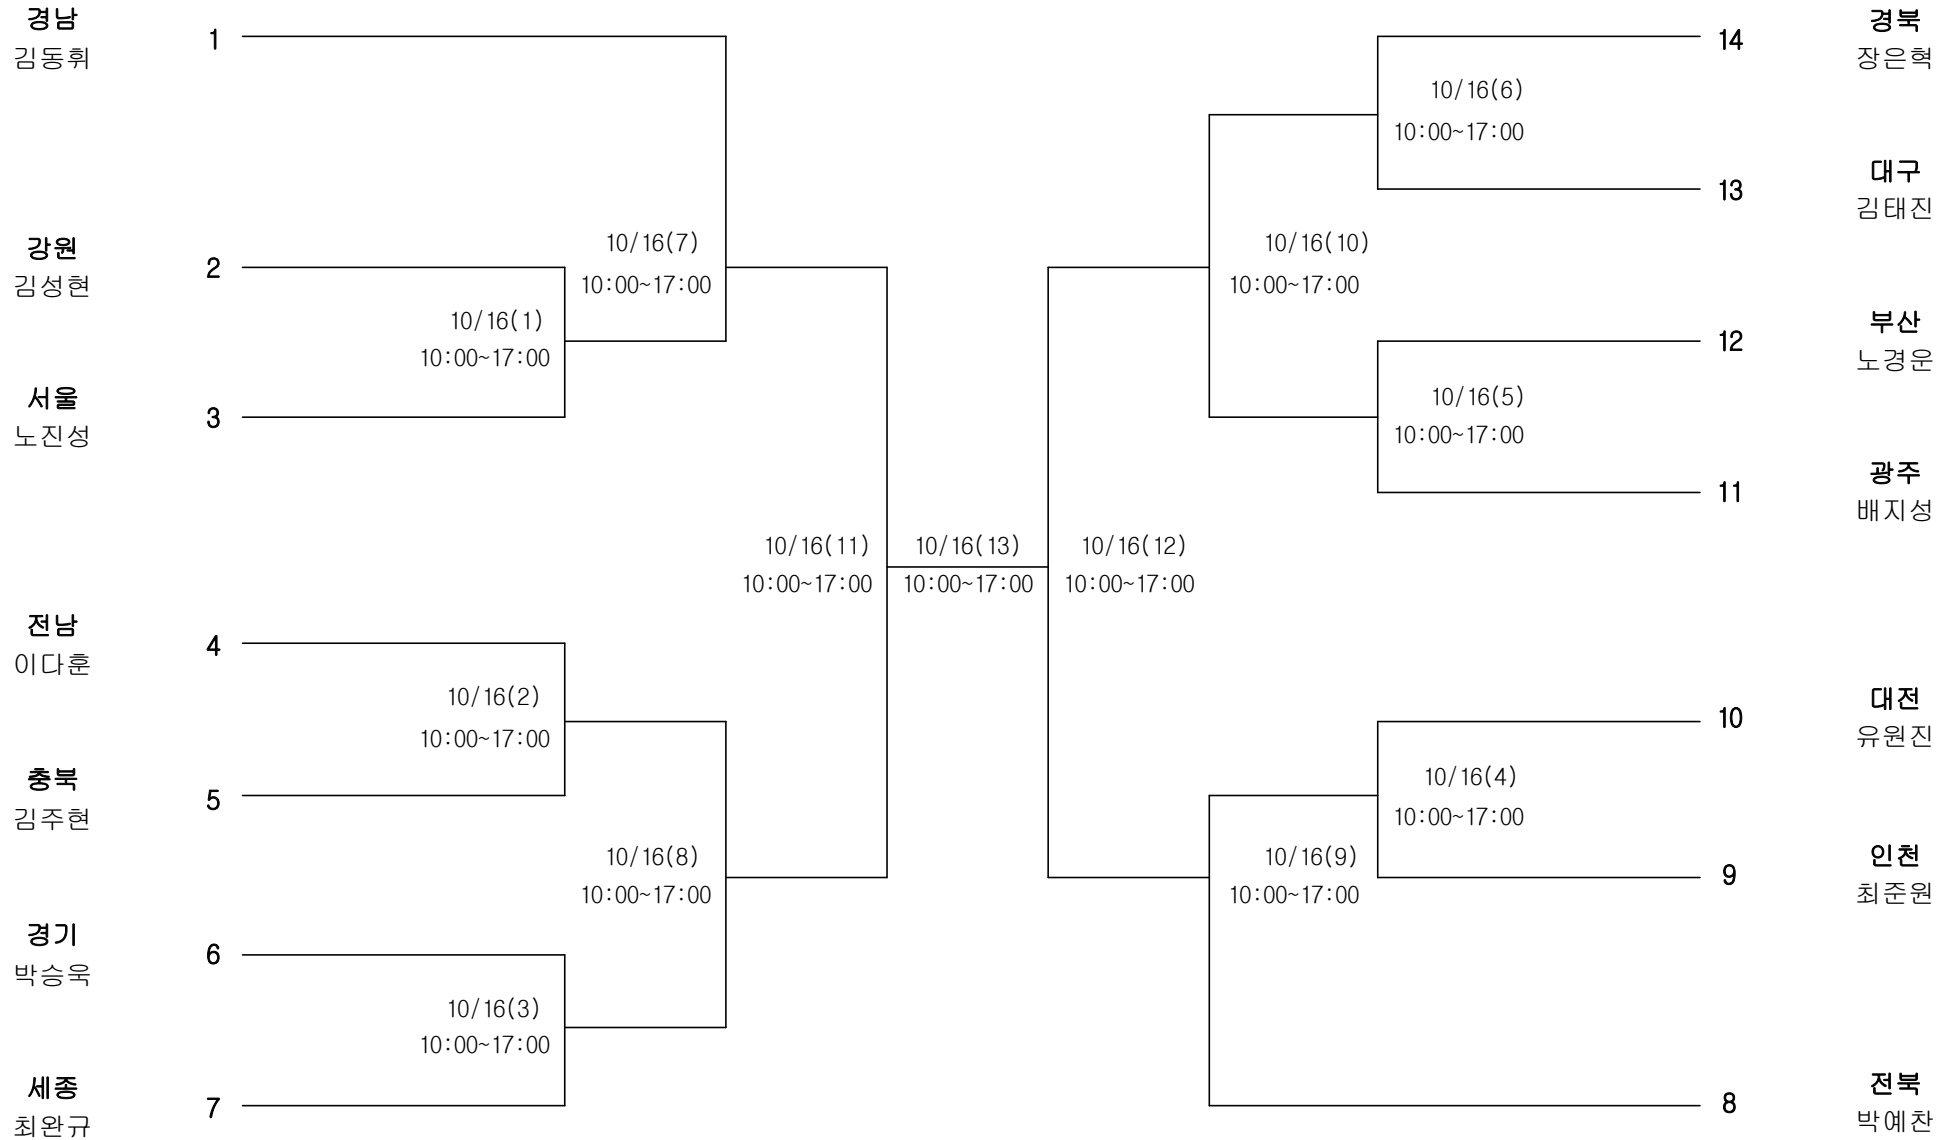 경남
김동휘
1
강원
김성현
2
서울
노진성
3
전남
이다훈
4
충북
김주현
5
경기
박승욱
6
세종
최완규
7
10/16(1)
10:00~17:00
10/16(2)
10:00~17:00
10/16(3)
10:00~17:00
10/16(7)
10:00~17:00
10/16(8)
10:00~17:00
10/16(11)
10:00~17:00
10/16(13)
10:00~17:00
10/16(12)
10:00~17:00
10/16(10)
10:00~17:00
10/16(9)
10:00~17:00
10/16(6)
10:00~17:00
10/16(5)
10:00~17:00
10/16(4)
10:00~17:00
14
경북
장은혁
13
대구
김태진
12
부산
노경운
11
광주
배지성
10
대전
유원진
9
인천
최준원
8
전북
박예찬